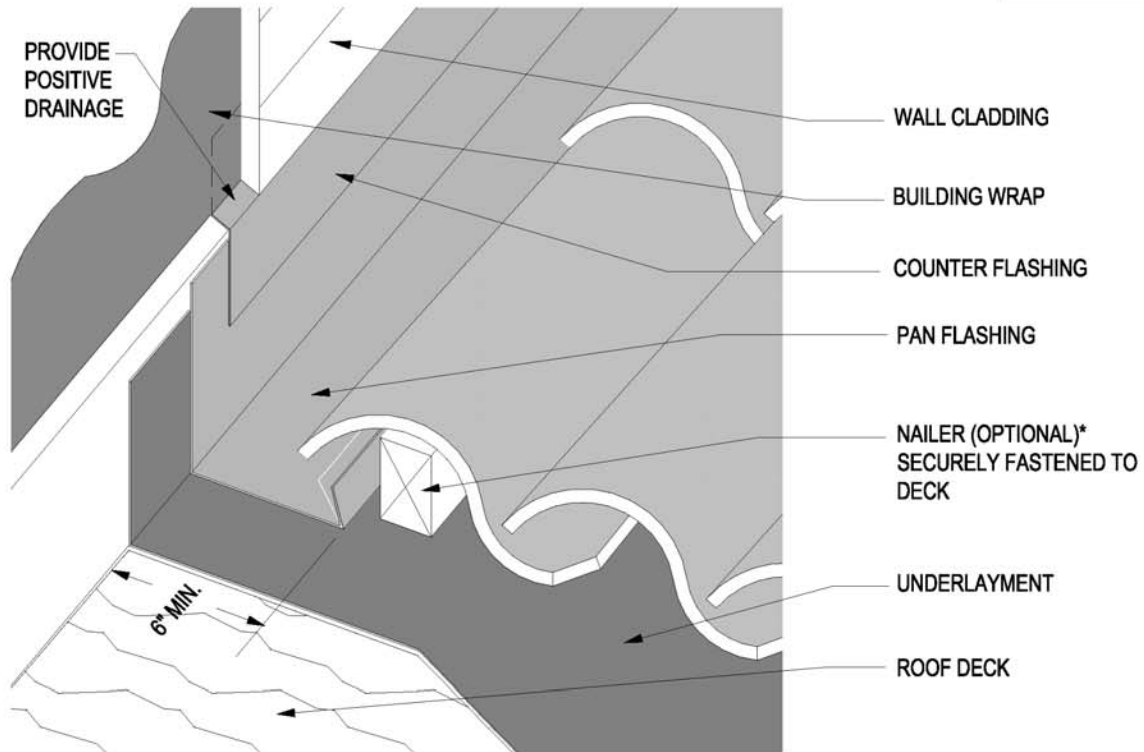 PROVIDE
POSITIVE
DRAINAGE
WALL CLADDING
BUILDING WRAP
COUNTER FLASHING
PAN FLASHING
NAILER (OPTIONAL)*
SECURELY FASTENED TO
DECK
UNDERLAYMENT
ROOF DECK
6" MIN.